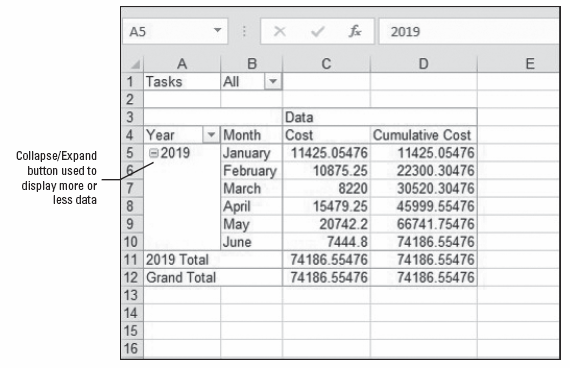 A5 fx 2019
A B C D E
1 Tasks All
2
3 Data
4 Year Month Cost Cumulative Cost
5 2019 January 11425.05476 11425.05476
6 February 10875.25 22300.30476
7 March 8220 30520.30476
8 April 15479.25 45999.55476
9 May 20742.2 66741.75476
10 June 7444.8 74186.55476
11 2019 Total 74186.55476 74186.55476
12 Grand Total 74186.55476 74186.55476
13
14
15
16
Collapse/Expand
button used to
display more or
less data